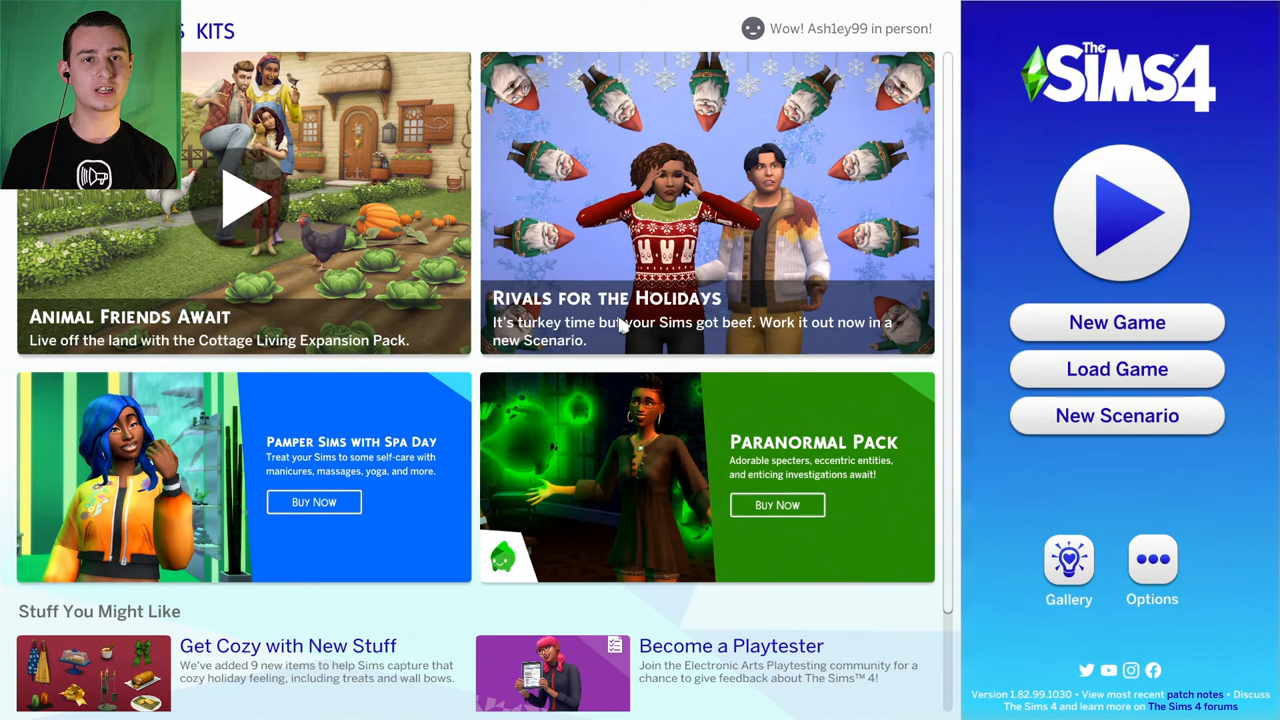 KITS
Wow! Ash1ey99 in person!
Animal Friends Await
Live off the land with the Cottage Living Expansion Pack.
Rivals for the Holidays
It's turkey time but your Sims got beef. Work it out now in a
new Scenario.
Pamper Sims with Spa Day
Treat your Sims to some self-care with
manicures, massages, yoga, and more.
Buy Now
Paranormal Pack
Adorable specters, eccentric entities,
and enticing investigations await!
Buy Now
Stuff You Might Like
Get Cozy with New Stuff
We've added 9 new items to help Sims capture that
cozy holiday feeling, including treats and wall bows.
Become a Playtester
Join the Electronic Arts Playtesting community for a
chance to give feedback about The Sims™ 4!
The Sims 4
New Game
Load Game
New Scenario
Gallery
Options
Version 1.82.99.1030 • View most recent patch notes • Discuss
The Sims 4 and learn more on The Sims 4 forums